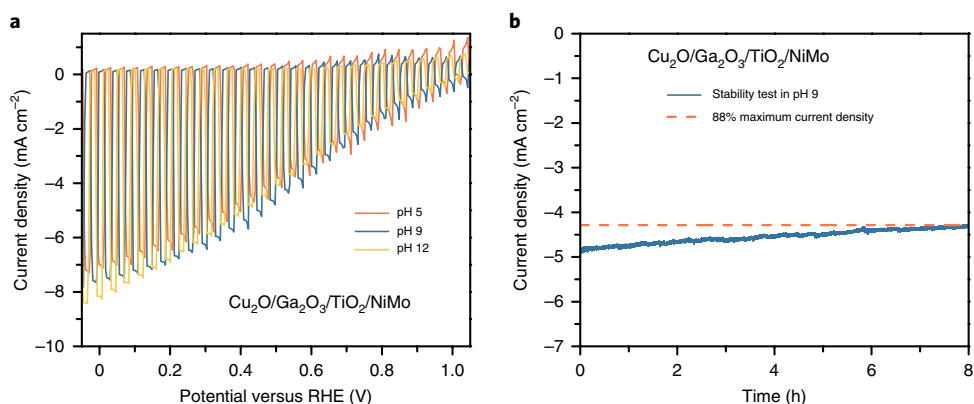 a
Current density (mA cm⁻²)
0
−2
−4
−6
−8
−10
pH 5
pH 9
pH 12
Cu₂O/Ga₂O₃/TiO₂/NiMo
0 0.2 0.4 0.6 0.8 1.0
Potential versus RHE (V)
b
Current density (mA cm⁻²)
0
−1
−2
−3
−4
−5
−6
−7
Cu₂O/Ga₂O₃/TiO₂/NiMo
Stability test in pH 9
88% maximum current density
0 2 4 6 8
Time (h)